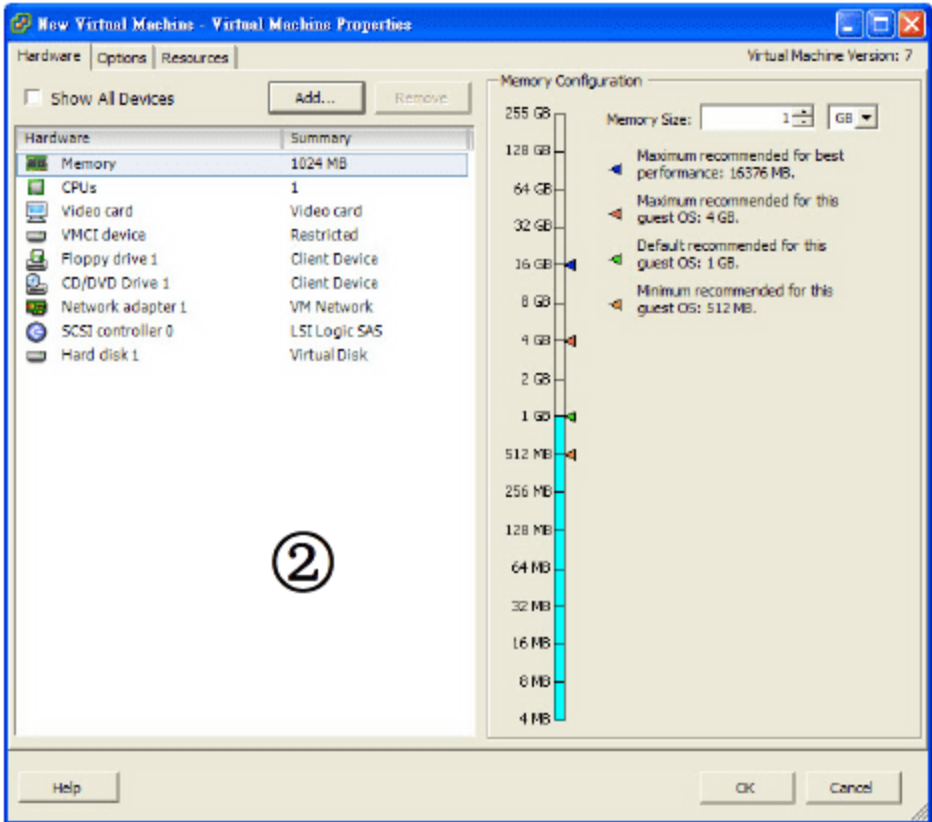 New Virtual Machine - Virtual Machine Properties
Hardware Options Resources
Virtual Machine Version: 7
Show All Devices
Add...
Remove
Hardware Summary
Memory 1024 MB
CPUs 1
Video card Video card
VMCI device Restricted
Floppy drive 1 Client Device
CD/DVD Drive 1 Client Device
Network adapter 1 VM Network
SCSI controller 0 LSI Logic SAS
Hard disk 1 Virtual Disk
②
Memory Configuration
255 GB
128 GB
64 GB
32 GB
16 GB
8 GB
4 GB
2 GB
1 GB
512 MB
256 MB
128 MB
64 MB
32 MB
16 MB
8 MB
4 MB
Memory Size: 1 GB
Maximum recommended for best
performance: 16376 MB.
Maximum recommended for this
guest OS: 4 GB.
Default recommended for this
guest OS: 1 GB.
Minimum recommended for this
guest OS: 512 MB.
Help
OK
Cancel